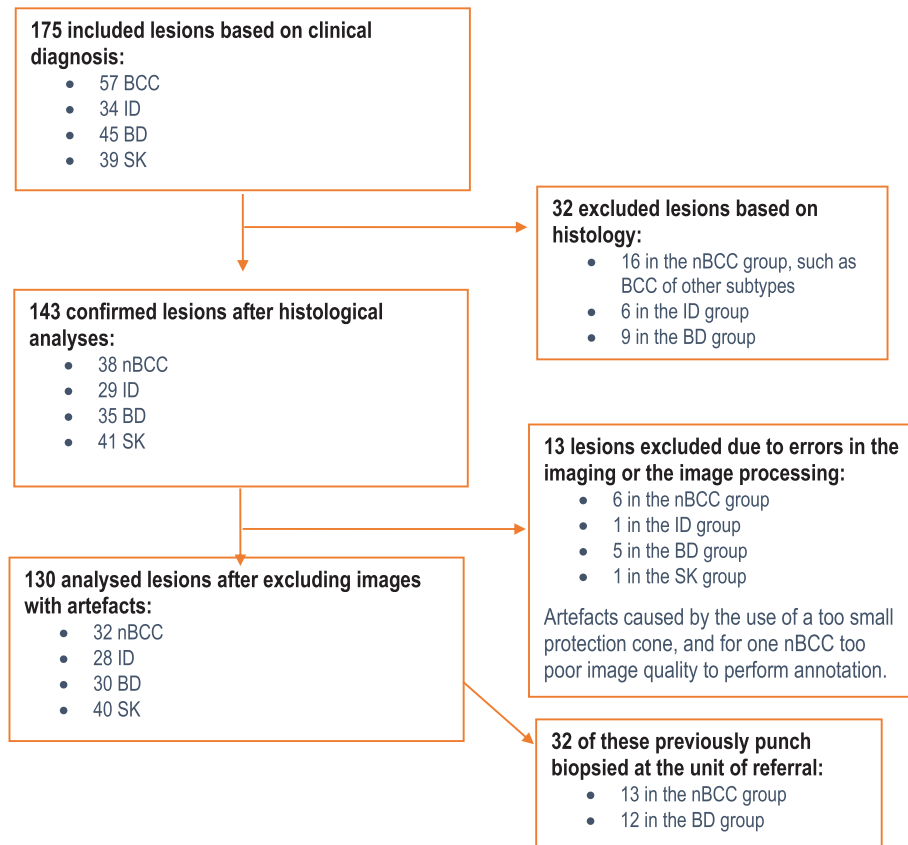 175 included lesions based on clinical
diagnosis:
• 57 BCC
• 34 ID
• 45 BD
• 39 SK
32 excluded lesions based on
histology:
• 16 in the nBCC group, such as
BCC of other subtypes
• 6 in the ID group
• 9 in the BD group
143 confirmed lesions after histological
analyses:
• 38 nBCC
• 29 ID
• 35 BD
• 41 SK
13 lesions excluded due to errors in the
imaging or the image processing:
• 6 in the nBCC group
• 1 in the ID group
• 5 in the BD group
• 1 in the SK group
Artefacts caused by the use of a too small
protection cone, and for one nBCC too
poor image quality to perform annotation.
130 analysed lesions after excluding images
with artefacts:
• 32 nBCC
• 28 ID
• 30 BD
• 40 SK
32 of these previously punch
biopsied at the unit of referral:
• 13 in the nBCC group
• 12 in the BD group